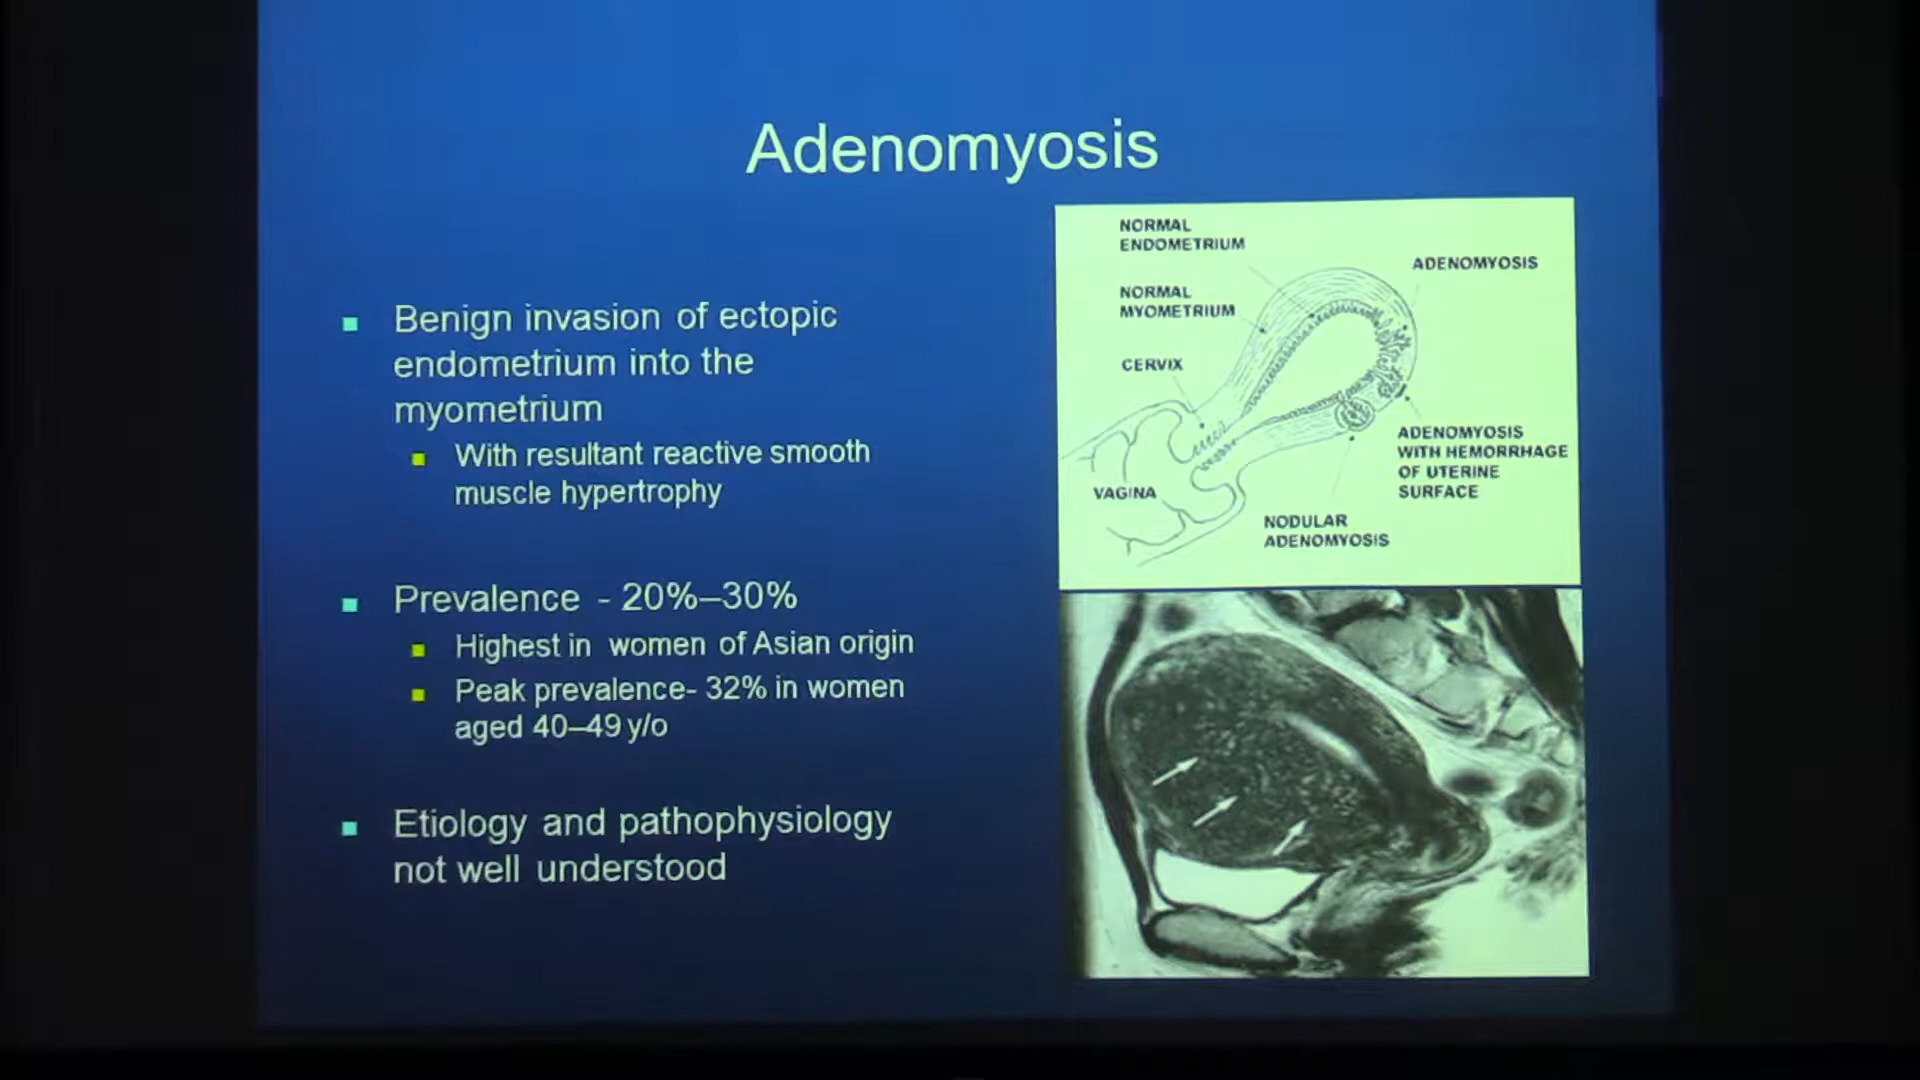 Adenomyosis
Benign invasion of ectopic
endometrium into the
myometrium
With resultant reactive smooth
muscle hypertrophy
Prevalence - 20%–30%
Highest in women of Asian origin
Peak prevalence- 32% in women
aged 40–49 y/o
Etiology and pathophysiology
not well understood
NORMAL
ENDOMETRIUM
ADENOMYOSIS
NORMAL
MYOMETRIUM
CERVIX
ADENOMYOSIS
WITH HEMORRHAGE
OF UTERINE
SURFACE
VAGINA
NODULAR
ADENOMYOSIS